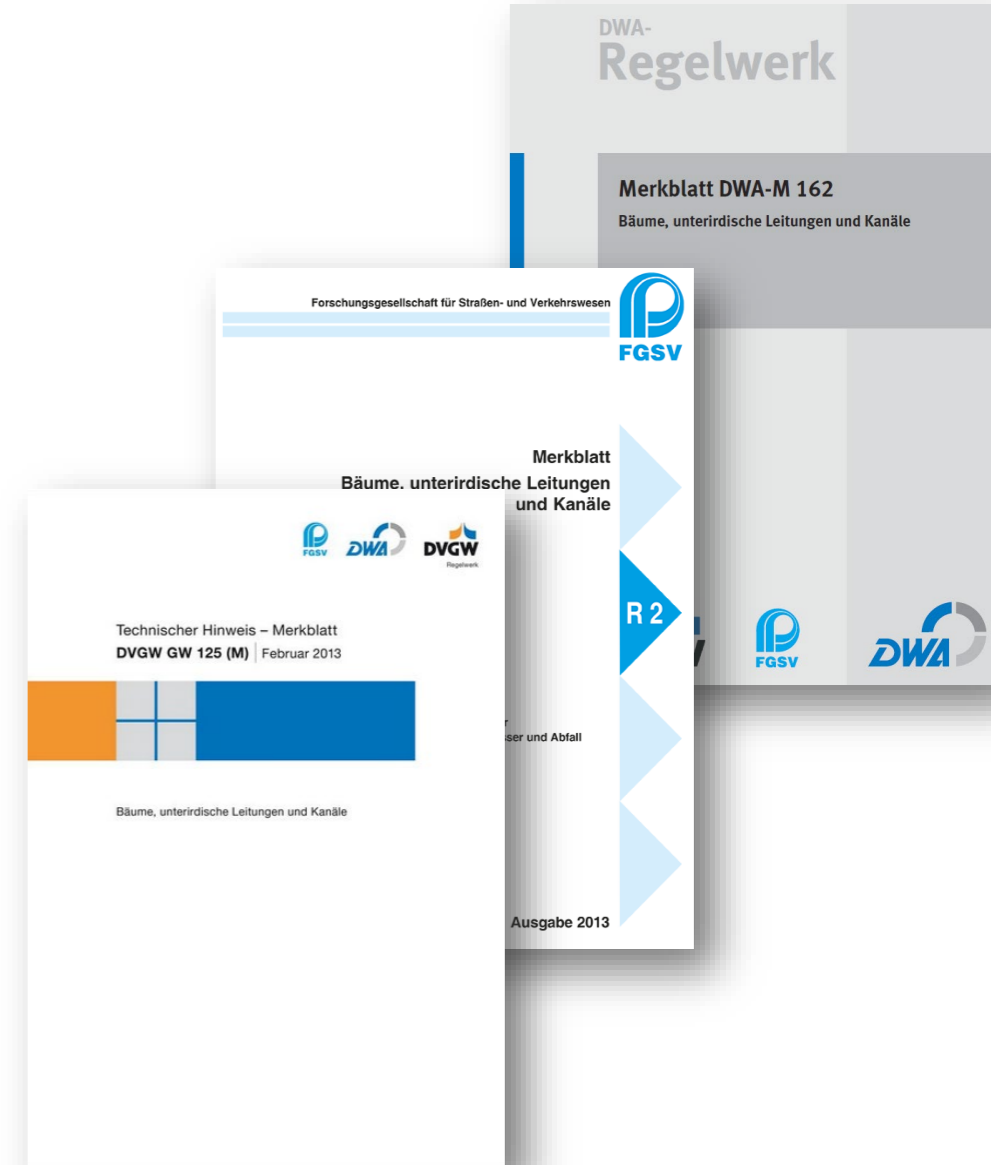 DWA-
Regelwerk
Merkblatt DWA-M 162
Bäume, unterirdische Leitungen und Kanäle
FGSV
DWA
Forschungsgesellschaft für Straßen- und Verkehrswesen
FGSV
Merkblatt
Bäume, unterirdische Leitungen
und Kanäle
R 2
sser und Abfall
Ausgabe 2013
FGSV
DWA
DVGW
Regelwerk
Technischer Hinweis – Merkblatt
DVGW GW 125 (M) | Februar 2013
Bäume, unterirdische Leitungen und Kanäle